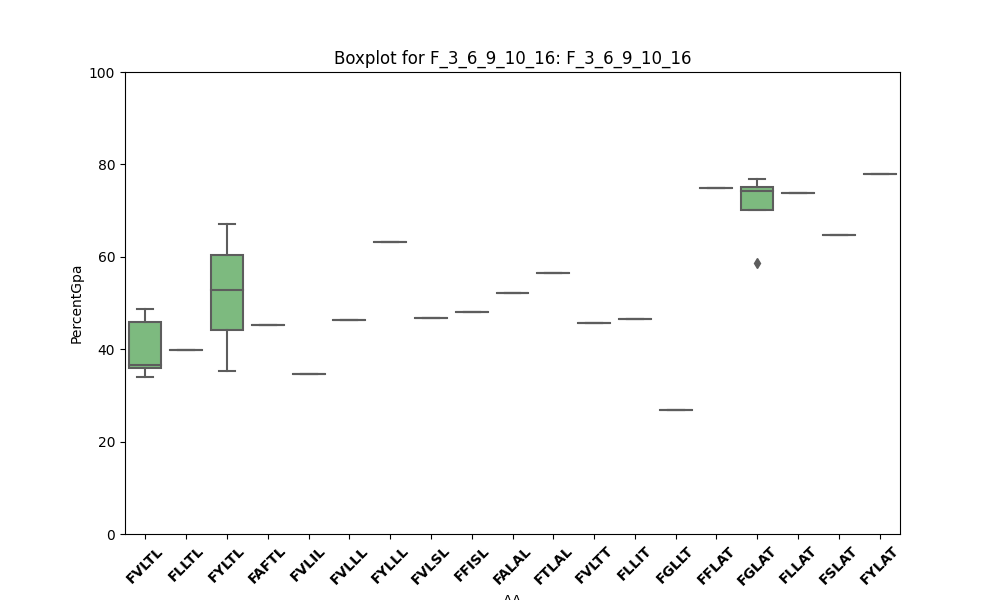 Boxplot for F_3_6_9_10_16: F_3_6_9_10_16
PercentGpa
100
80
60
40
20
0
FVLTL FLLTL FYLTL FAFTL FVLIL FVLLL FYLLL FVLSL FFISL FALAL FTLAL FVLTT FLLIT FGLLT FFLAT FGLAT FLLAT FSLAT FYLAT
AA